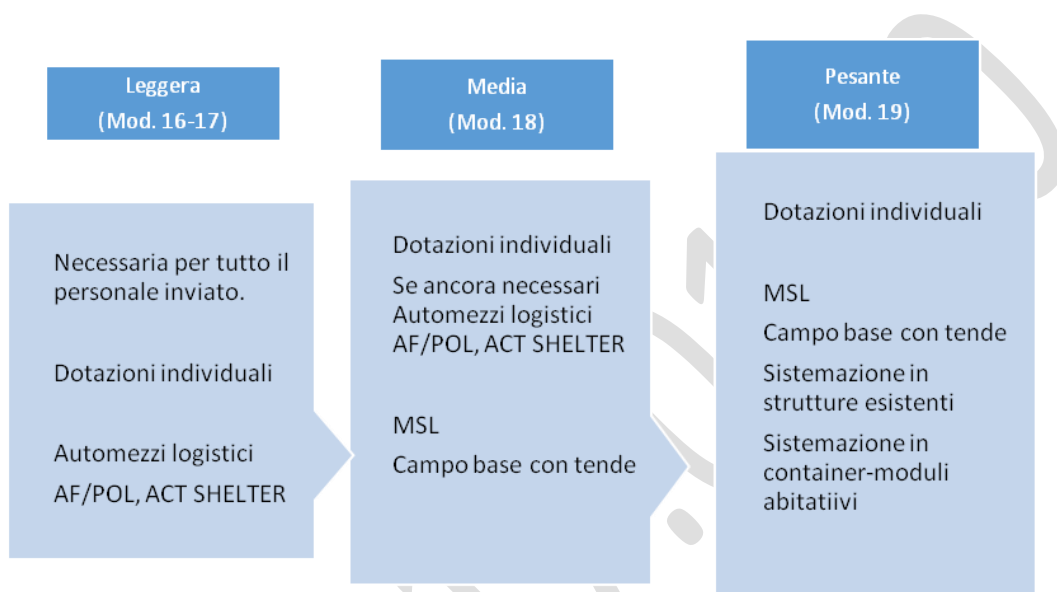 Leggera
(Mod. 16-17)
Necessaria per tutto il
personale inviato.
Dotazioni individuali
Automezzi logistici
AF/POL, ACT SHELTER
Media
(Mod. 18)
Dotazioni individuali
Se ancora necessari
Automezzi logistici
AF/POL, ACT SHELTER
MSL
Campo base con tende
Pesante
(Mod. 19)
Dotazioni individuali
MSL
Campo base con tende
Sistemazione in
strutture esistenti
Sistemazione in
container-moduli
abitatiivi